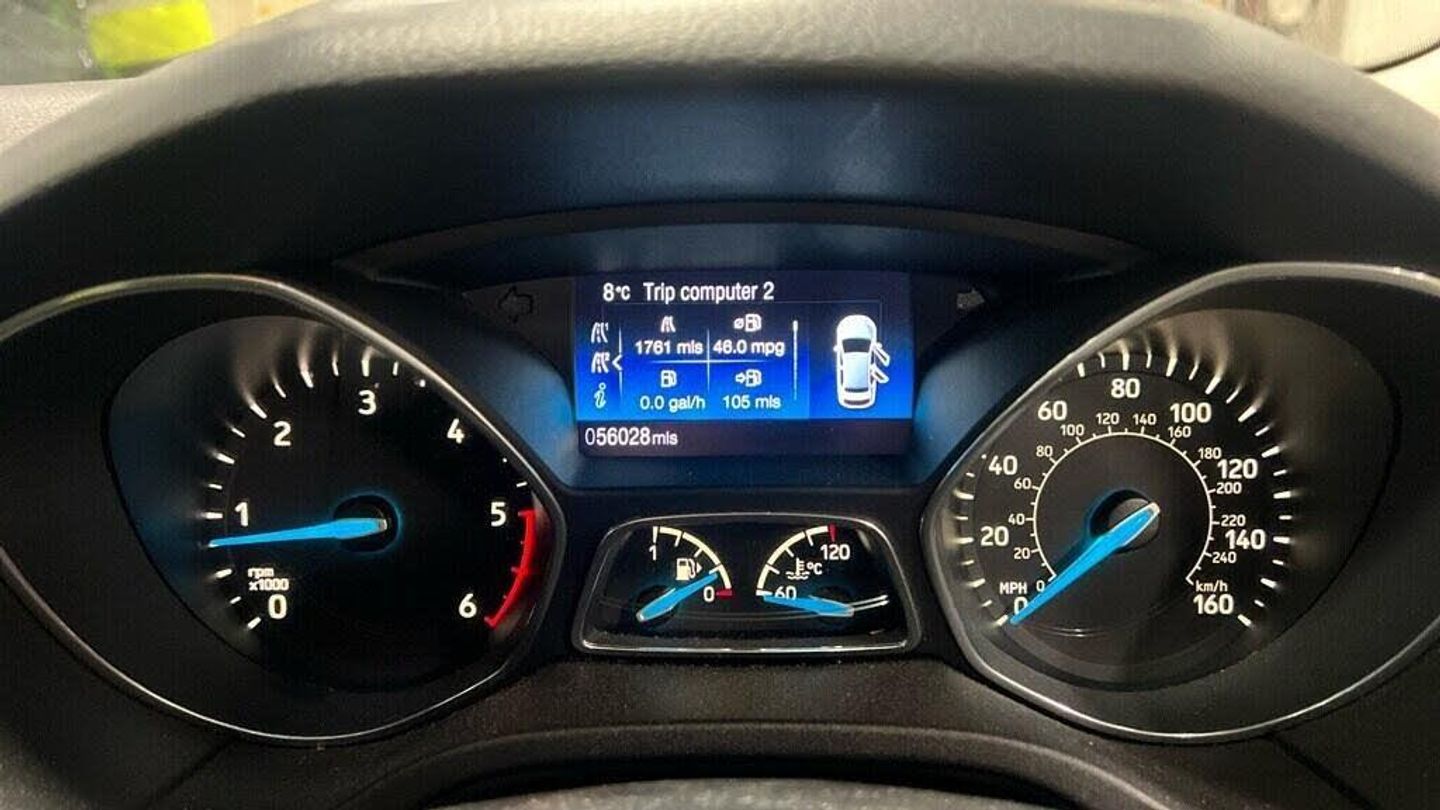 8°C Trip computer 2
1761 mls 46.0 mpg
0.0 gal/h 105 mls
056028mls
0 1 2 3 4 5 6
rpm
x1000
1 0
60 120
°C
0 20 40 60 80 100 120 140 160
MPH
0 20 40 60 80 100 120 140 160 180 200 220 240
km/h